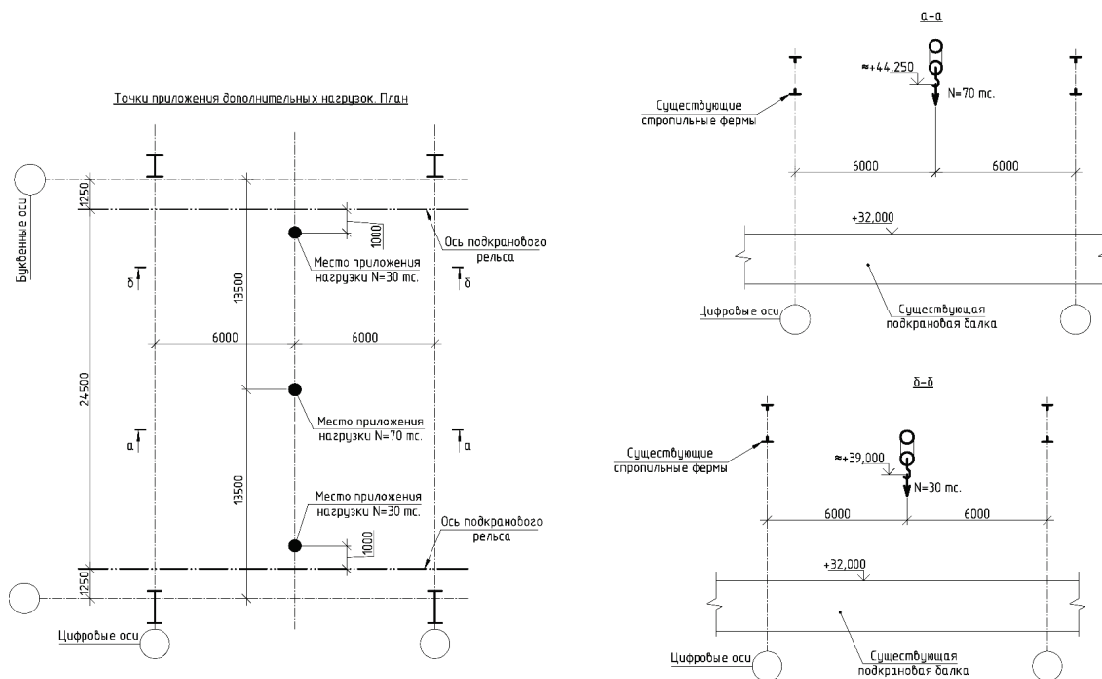 Точки приложения дополнительных нагрузок. План
Буквенные оси
1250
24500
1250
13500
13500
1000
Ось подкранового
рельса
Место приложения
нагрузки N=30 тс.
б
б
6000
6000
Место приложения
нагрузки N=70 тс.
а
а
Место приложения
нагрузки N=30 тс.
Ось подкранового
рельса
1000
Цифровые оси
а-а
≈+44,250
N=70 тс.
Существующие
стропильные фермы
6000
6000
+32,000
Существующая
подкрановая балка
Цифровые оси
б-б
Существующие
стропильные фермы
≈+39,000
N=30 тс.
6000
6000
+32,000
Существующая
подкрановая балка
Цифровые оси